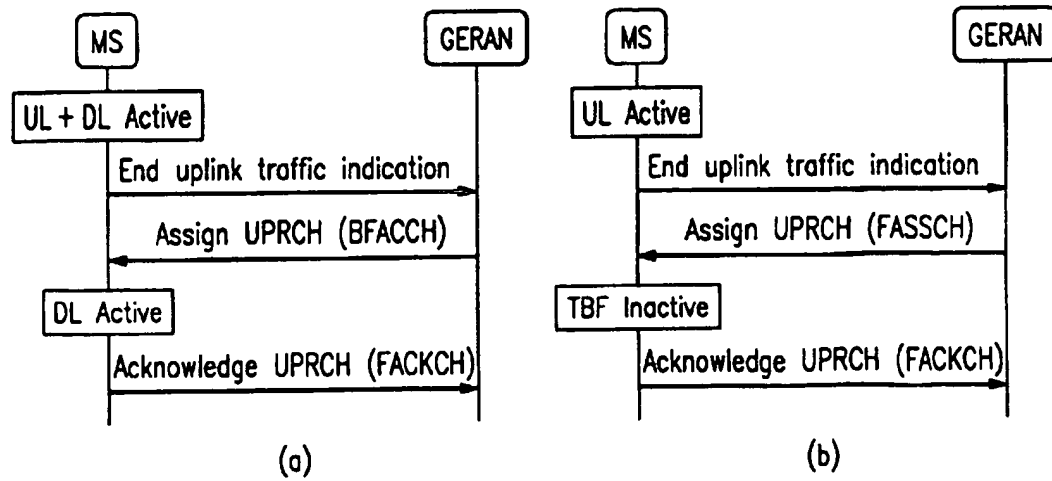 MS
GERAN
UL + DL Active
End uplink traffic indication
Assign UPRCH (BFACCH)
DL Active
Acknowledge UPRCH (FACKCH)
(a)
MS
GERAN
UL Active
End uplink traffic indication
Assign UPRCH (FASSCH)
TBF Inactive
Acknowledge UPRCH (FACKCH)
(b)